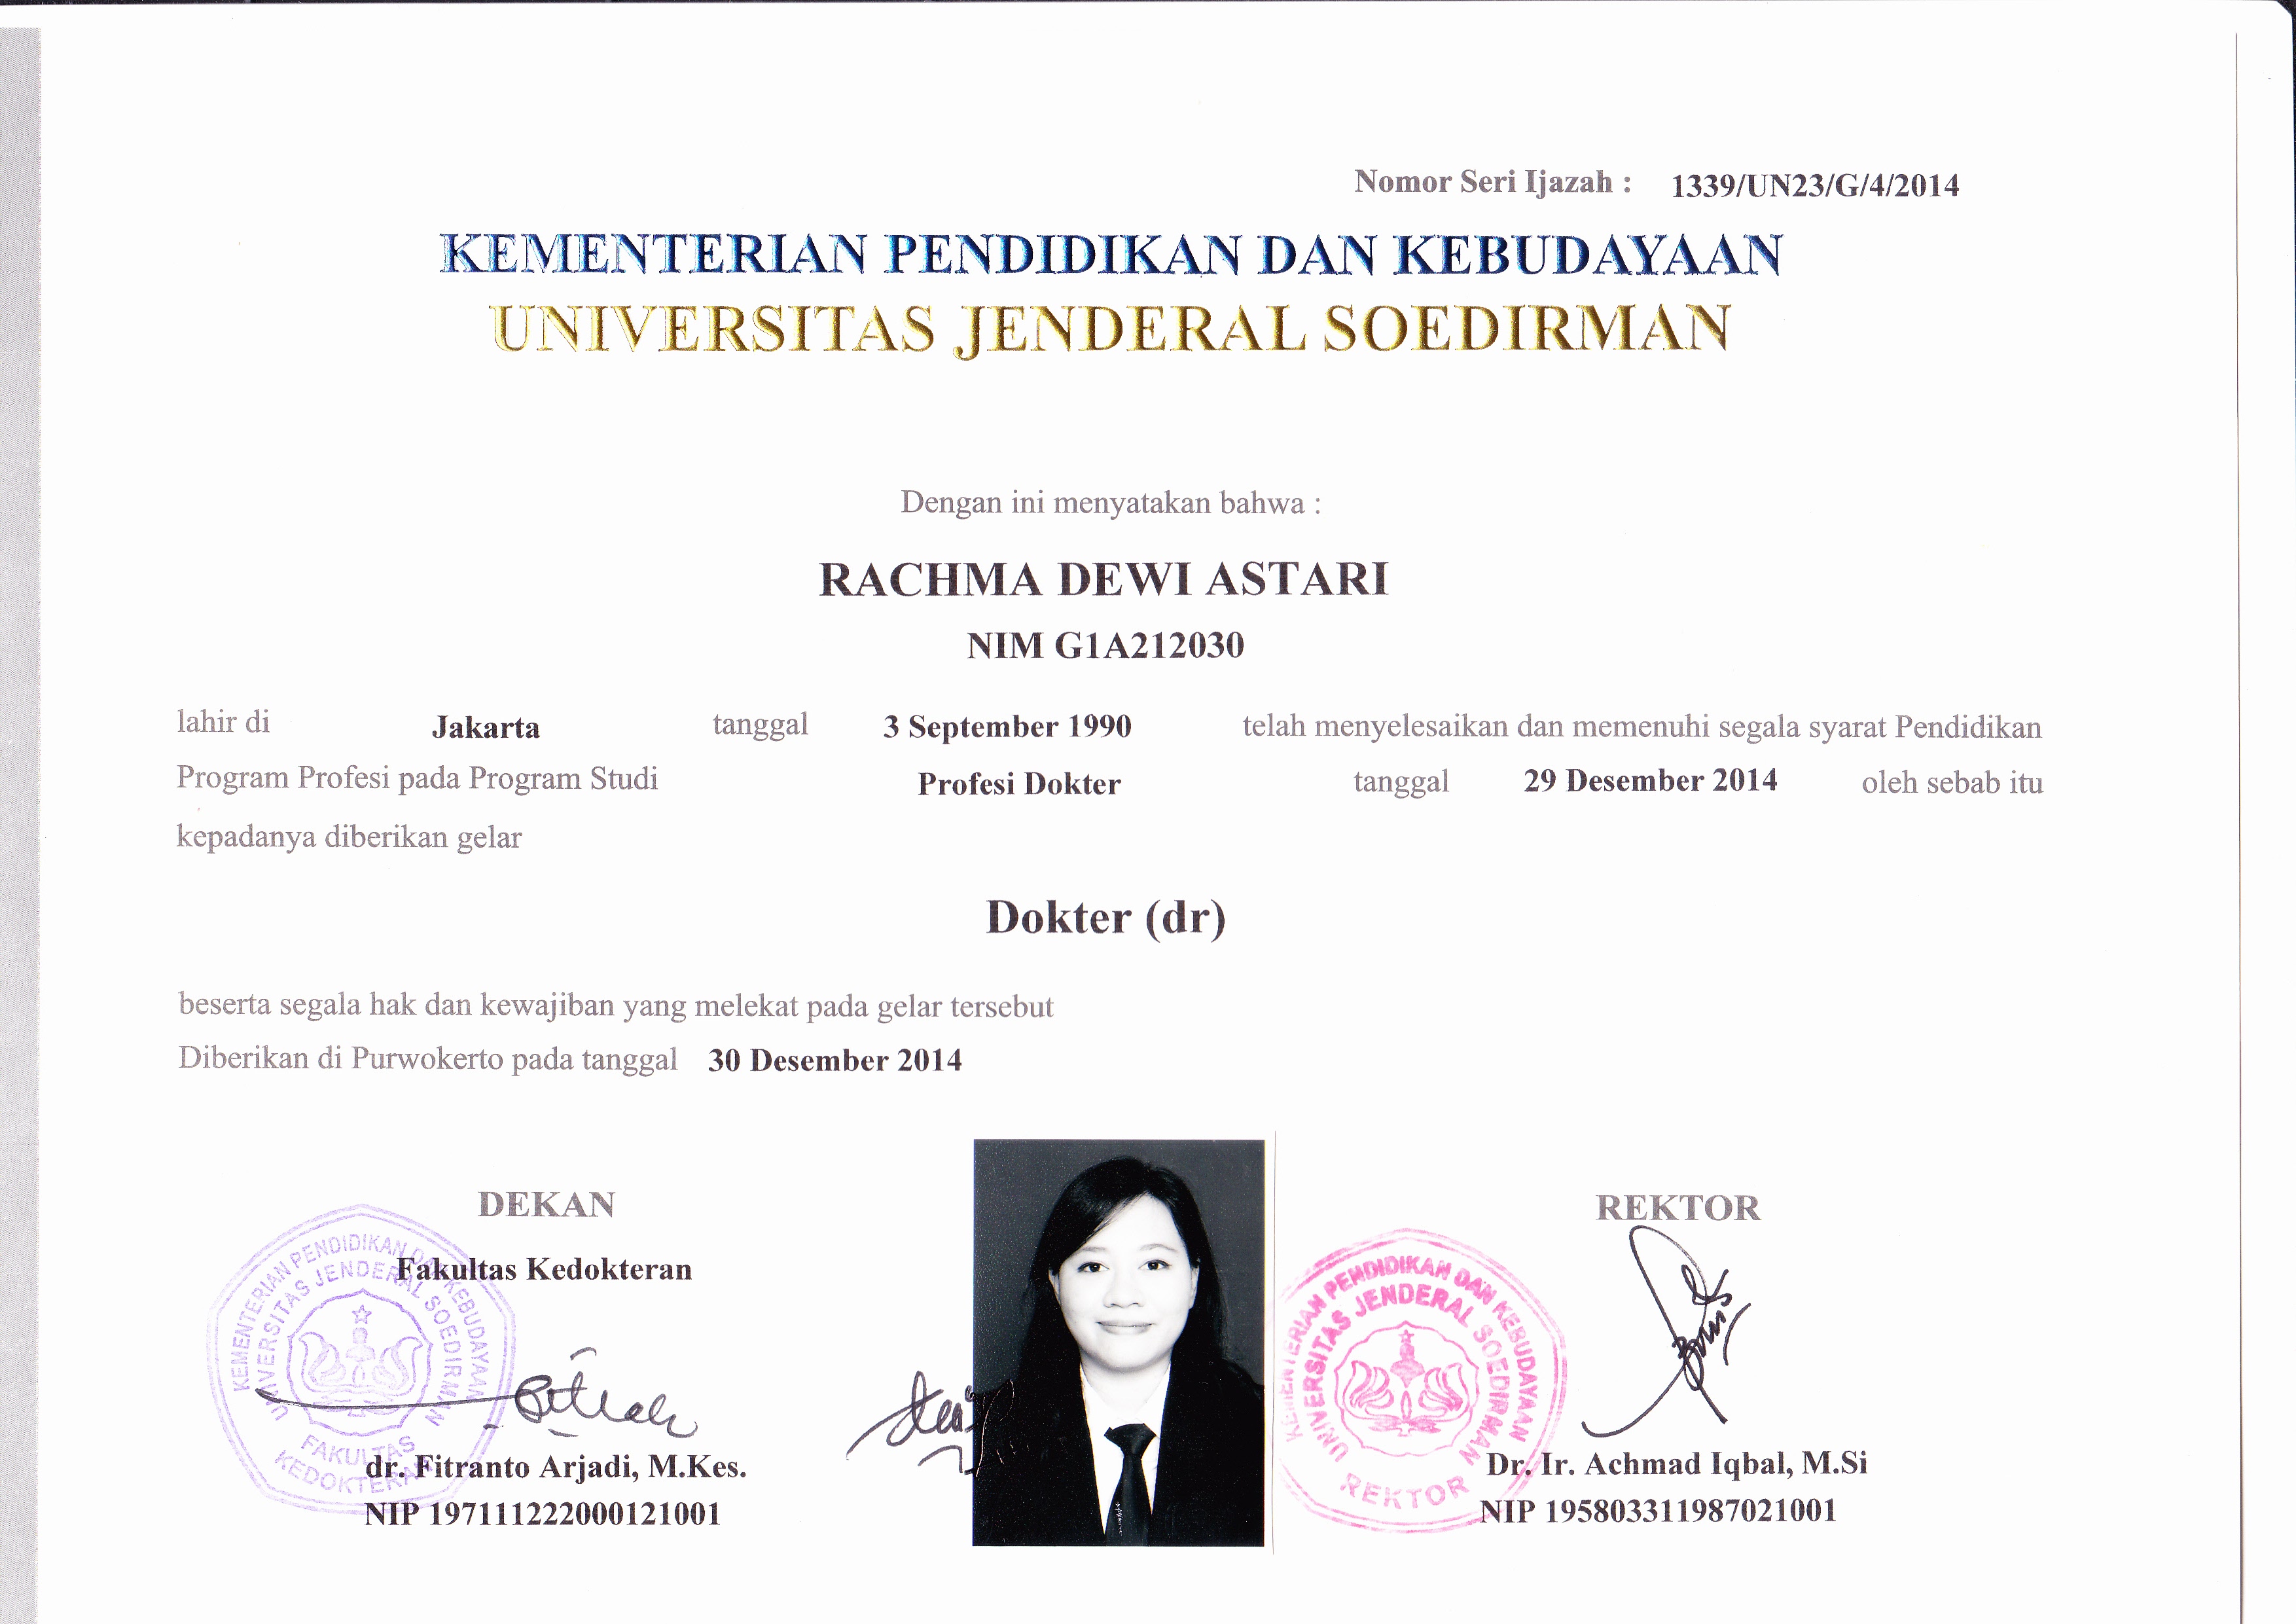 Nomor Seri Ijazah : 1339/UN23/G/4/2014
KEMENTERIAN PENDIDIKAN DAN KEBUDAYAAN
UNIVERSITAS JENDERAL SOEDIRMAN
Dengan ini menyatakan bahwa :
RACHMA DEWI ASTARI
NIM G1A212030
lahir di Jakarta tanggal 3 September 1990 telah menyelesaikan dan memenuhi segala syarat Pendidikan
Program Profesi pada Program Studi Profesi Dokter tanggal 29 Desember 2014 oleh sebab itu
kepadanya diberikan gelar
Dokter (dr)
beserta segala hak dan kewajiban yang melekat pada gelar tersebut
Diberikan di Purwokerto pada tanggal 30 Desember 2014
DEKAN
Fakultas Kedokteran
KEMENTERIAN PENDIDIKAN DAN KEBUDAYAAN
UNIVERSITAS JENDERAL SOEDIRMAN
FAKULTAS
KEDOKTERAN
dr. Fitranto Arjadi, M.Kes.
NIP 197111222000121001
REKTOR
KEMENTERIAN PENDIDIKAN DAN KEBUDAYAAN
UNIVERSITAS JENDERAL SOEDIRMAN
REKTOR
Dr. Ir. Achmad Iqbal, M.Si
NIP 195803311987021001